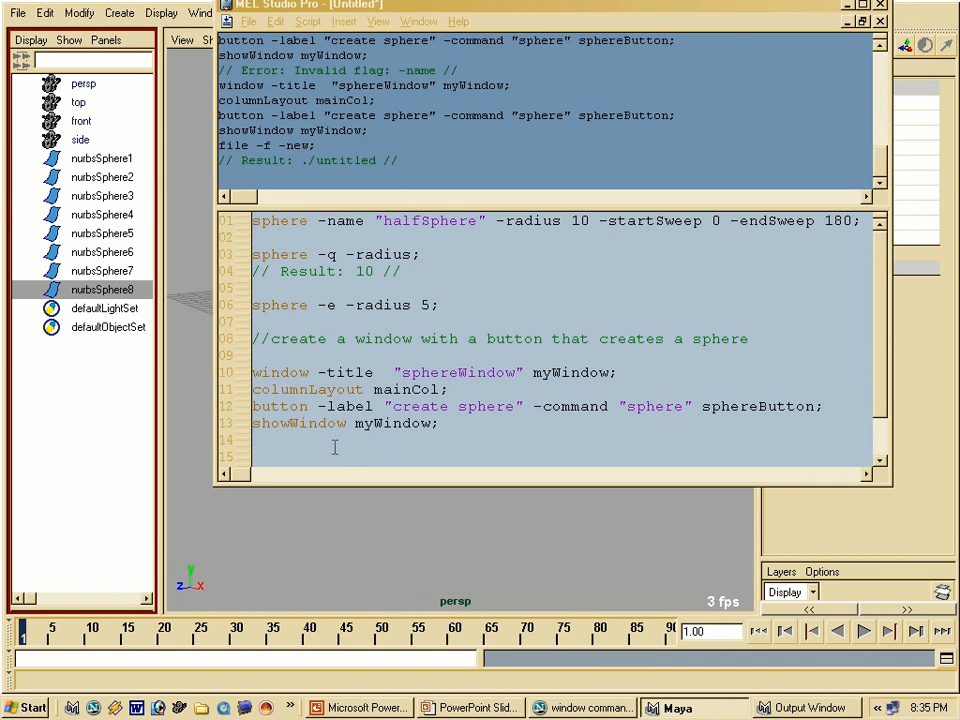 File Edit Modify Create Display Wind
MEL Studio Pro - [Untitled*]
File Edit Script Insert View Window Help
Display Show Panels
View Sh
button -label "create sphere" -command "sphere" sphereButton;
showWindow myWindow;
// Error: Invalid flag: -name //
window -title  "sphereWindow" myWindow;
columnLayout mainCol;
button -label "create sphere" -command "sphere" sphereButton;
showWindow myWindow;
file -f -new;
// Result: ./untitled //
persp
top
front
side
nurbsSphere1
nurbsSphere2
nurbsSphere3
nurbsSphere4
nurbsSphere5
nurbsSphere6
nurbsSphere7
nurbsSphere8
defaultLightSet
defaultObjectSet
01 sphere -name "halfSphere" -radius 10 -startSweep 0 -endSweep 180;
02
03 sphere -q -radius;
04 // Result: 10 //
05
06 sphere -e -radius 5;
07
08 //create a window with a button that creates a sphere
09
10 window -title  "sphereWindow" myWindow;
11 columnLayout mainCol;
12 button -label "create sphere" -command "sphere" sphereButton;
13 showWindow myWindow;
14
15
y
z x
persp
3 fps
Layers Options
Display
<< >>
1 5 10 15 20 25 30 35 40 45 50 55 60 65 70 75 80 85 90
1.00
Start
» Microsoft Power... PowerPoint Slid... window comman... Maya Output Window « 8:35 PM